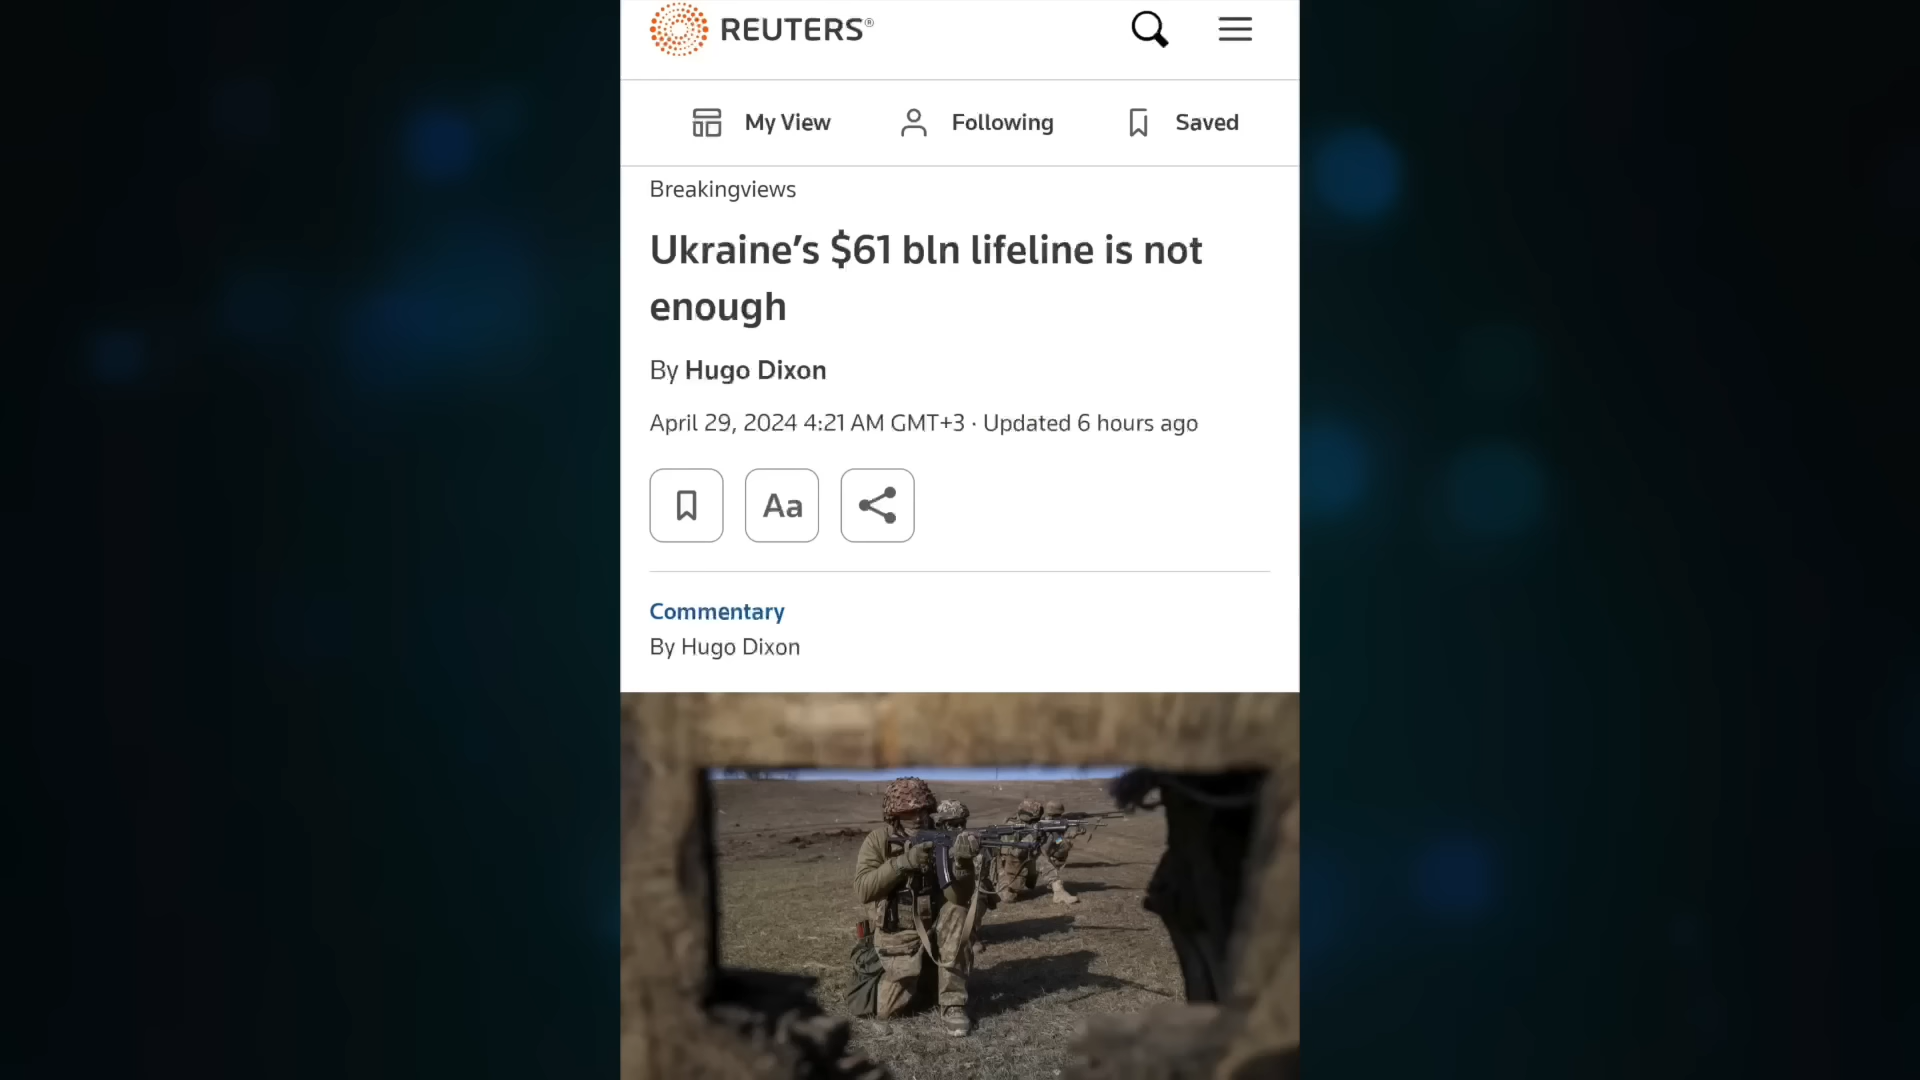 REUTERS®
My View Following Saved
Breakingviews
Ukraine’s $61 bln lifeline is not
enough
By Hugo Dixon
April 29, 2024 4:21 AM GMT+3 · Updated 6 hours ago
Aa
Commentary
By Hugo Dixon